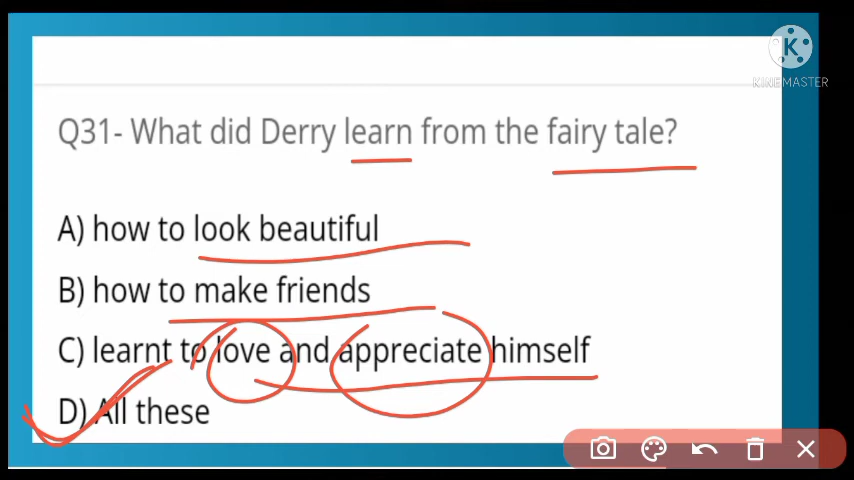 K
KINEMASTER
Q31- What did Derry learn from the fairy tale?
A) how to look beautiful
B) how to make friends
C) learnt to love and appreciate himself
D) All these